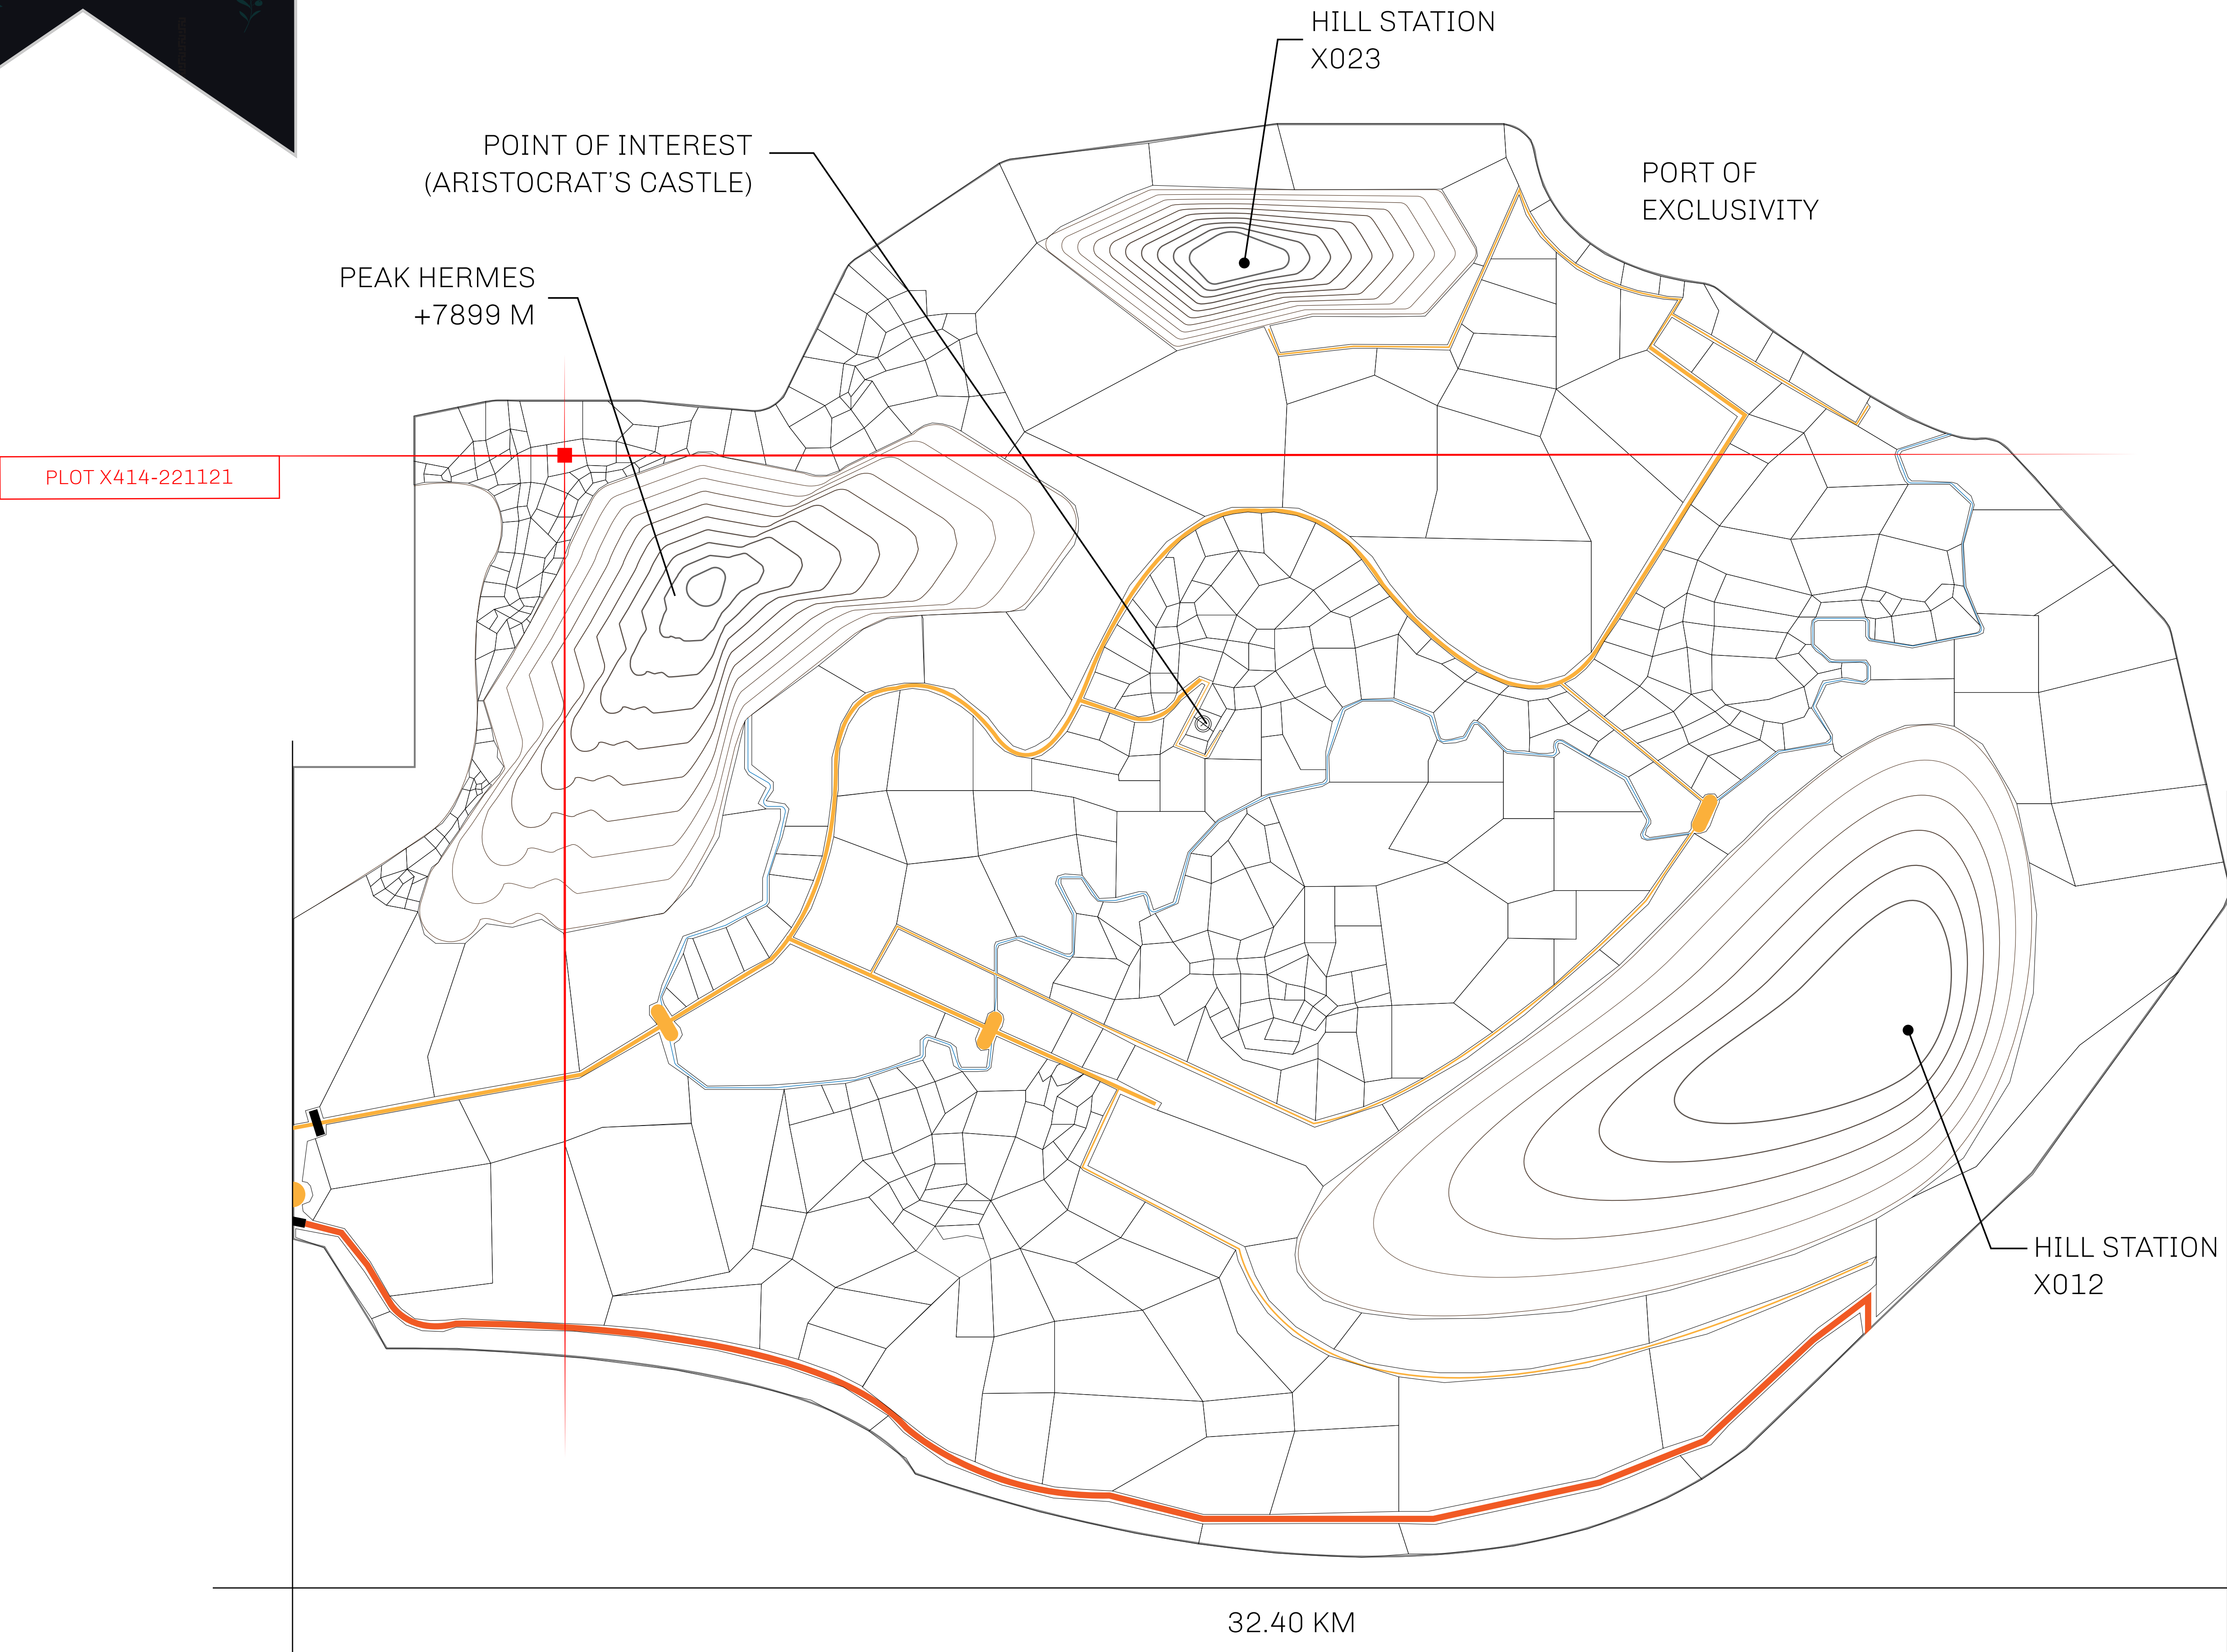 HILL STATION
X023
POINT OF INTEREST
(ARISTOCRAT'S CASTLE)
PORT OF
EXCLUSIVITY
PEAK HERMES
+7899 M
PLOT X414-221121
HILL STATION
X012
32.40 KM